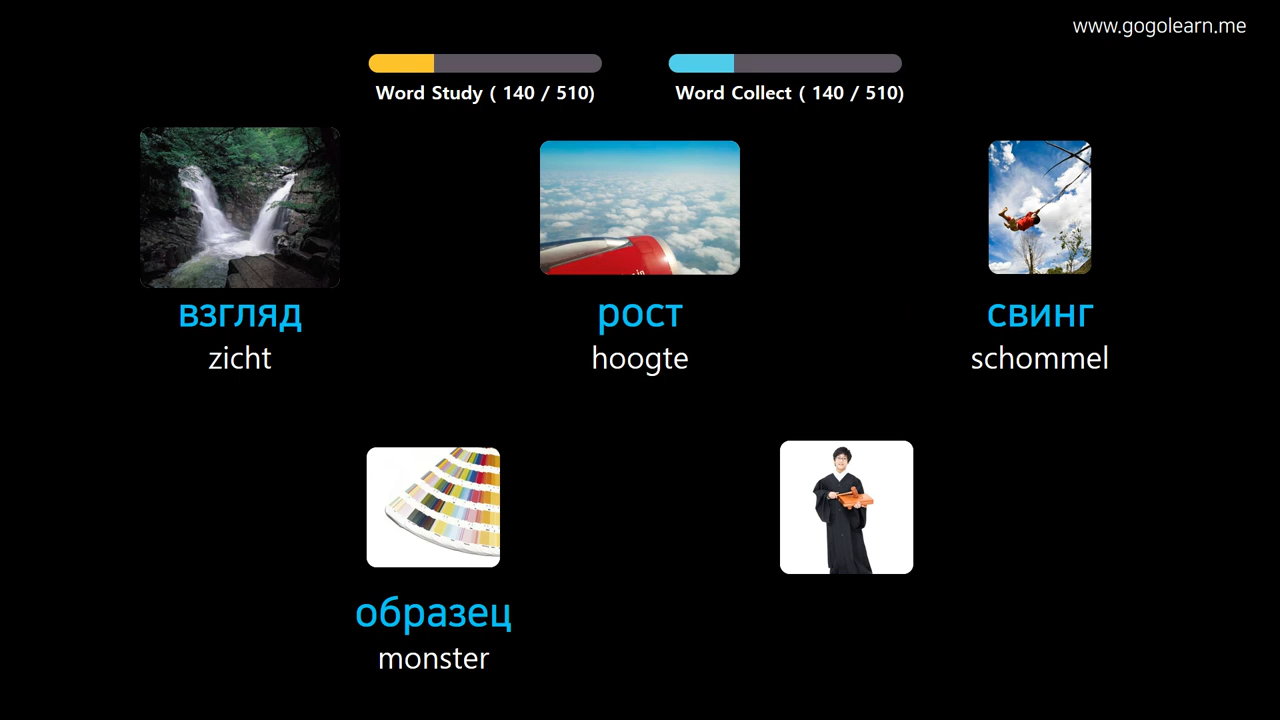 www.gogolearn.me
Word Study ( 140 / 510)
Word Collect ( 140 / 510)
взгляд
zicht
рост
hoogte
свинг
schommel
образец
monster